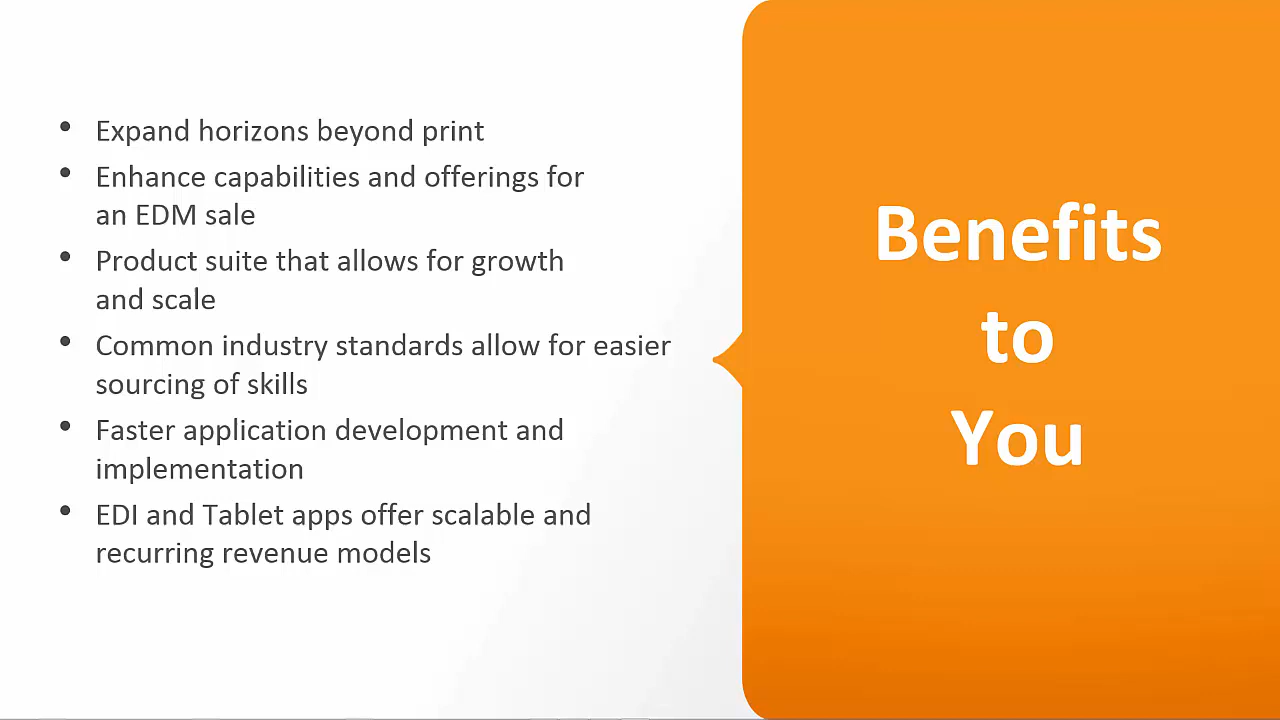 • Expand horizons beyond print
• Enhance capabilities and offerings for
an EDM sale
• Product suite that allows for growth
and scale
• Common industry standards allow for easier
sourcing of skills
• Faster application development and
implementation
• EDI and Tablet apps offer scalable and
recurring revenue models
Benefits
to
You